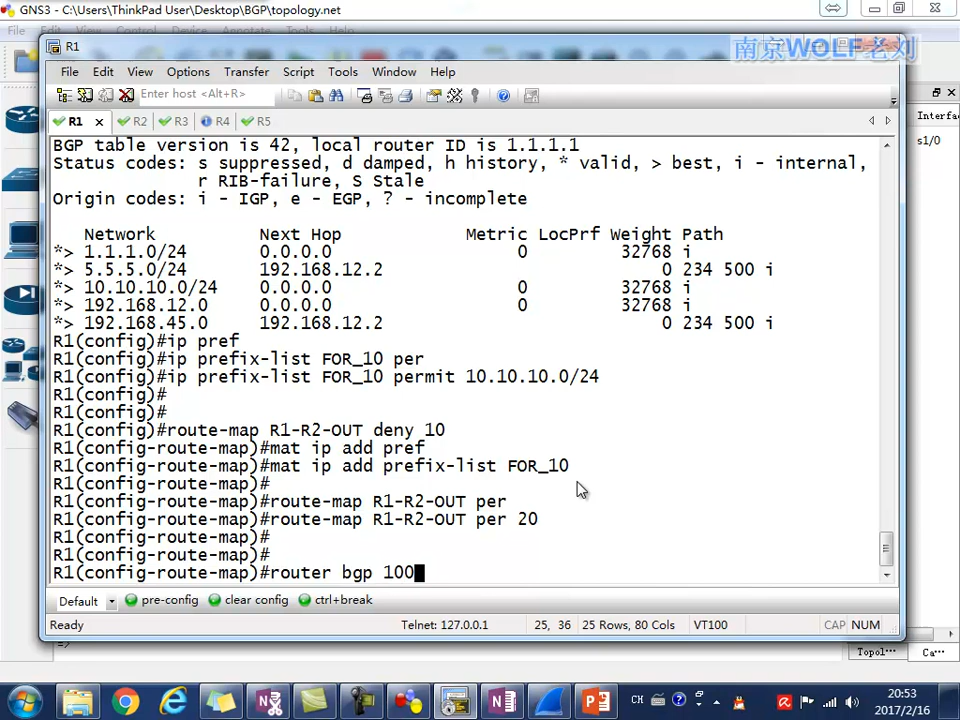 GNS3 - C:\Users\ThinkPad User\Desktop\BGP\topology.net
File Edit View Control Device Annotate Tools Help
R1
南京WOLF老刘
File Edit View Options Transfer Script Tools Window Help
Enter host <Alt+R>
Interfa
R1 R2 R3 R4 R5
s1/0
BGP table version is 42, local router ID is 1.1.1.1
Status codes: s suppressed, d damped, h history, * valid, > best, i - internal,
r RIB-failure, S Stale
Origin codes: i - IGP, e - EGP, ? - incomplete
Network Next Hop Metric LocPrf Weight Path
*> 1.1.1.0/24 0.0.0.0 0 32768 i
*> 5.5.5.0/24 192.168.12.2 0 234 500 i
*> 10.10.10.0/24 0.0.0.0 0 32768 i
*> 192.168.12.0 0.0.0.0 0 32768 i
*> 192.168.45.0 192.168.12.2 0 234 500 i
R1(config)#ip pref
R1(config)#ip prefix-list FOR_10 per
R1(config)#ip prefix-list FOR_10 permit 10.10.10.0/24
R1(config)#
R1(config)#
R1(config)#route-map R1-R2-OUT deny 10
R1(config-route-map)#mat ip add pref
R1(config-route-map)#mat ip add prefix-list FOR_10
R1(config-route-map)#
R1(config-route-map)#route-map R1-R2-OUT per
R1(config-route-map)#route-map R1-R2-OUT per 20
R1(config-route-map)#
R1(config-route-map)#
R1(config-route-map)#router bgp 100
Default pre-config clear config ctrl+break
Ready Telnet: 127.0.0.1 25, 36 25 Rows, 80 Cols VT100 CAP NUM
=>
Topol··· Ca···
CH
20:53
2017/2/16